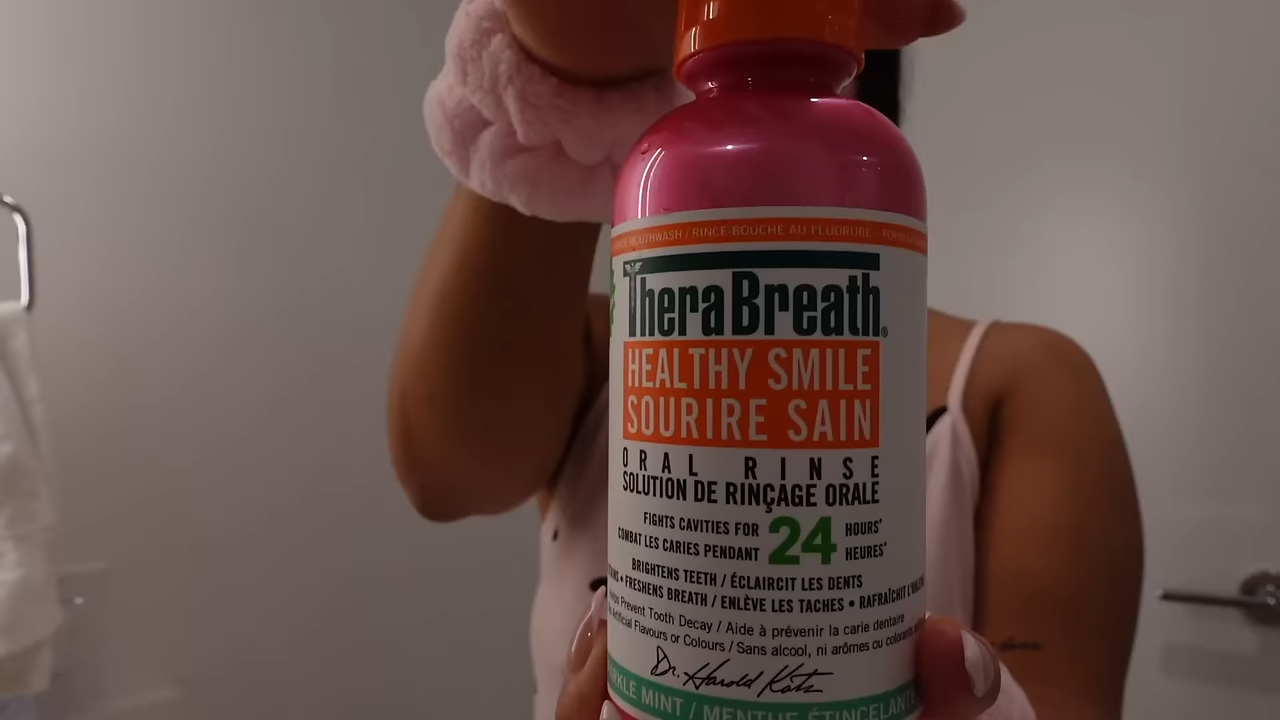 MOUTHWASH / RINCE-BOUCHE AU FLUORURE
TheraBreath®
HEALTHY SMILE
SOURIRE SAIN
ORAL RINSE
SOLUTION DE RINÇAGE ORALE
FIGHTS CAVITIES FOR 24 HOURS*
COMBAT LES CARIES PENDANT HEURES*
BRIGHTENS TEETH / ÉCLAIRCIT LES DENTS
• FRESHENS BREATH / ENLÈVE LES TACHES • RAFRAÎCHIT
Prevent Tooth Decay / Aide à prévenir la carie dentaire
Artificial Flavours or Colours / Sans alcool, ni arômes ou
Dr. Harold Katz
MINT / MENTHE ÉTINCELANTE